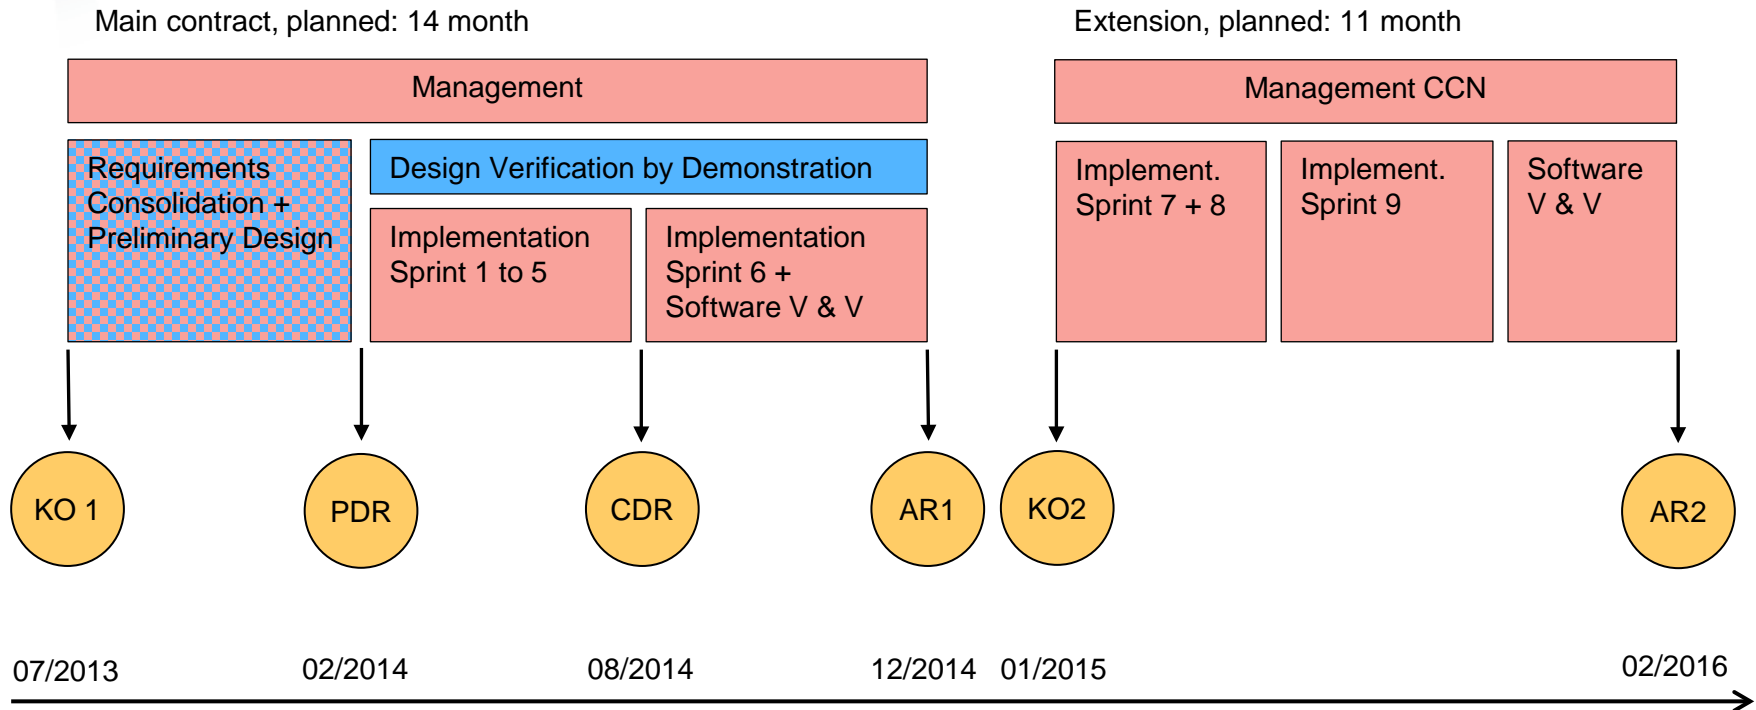 Main contract, planned: 14 month
Extension, planned: 11 month
Management
Management CCN
Requirements
Consolidation +
Preliminary Design
Design Verification by Demonstration
Implementation
Sprint 1 to 5
Implementation
Sprint 6 +
Software V & V
Implement.
Sprint 7 + 8
Implement.
Sprint 9
Software
V & V
KO 1
PDR
CDR
AR1
KO2
AR2
07/2013
02/2014
08/2014
12/2014
01/2015
02/2016